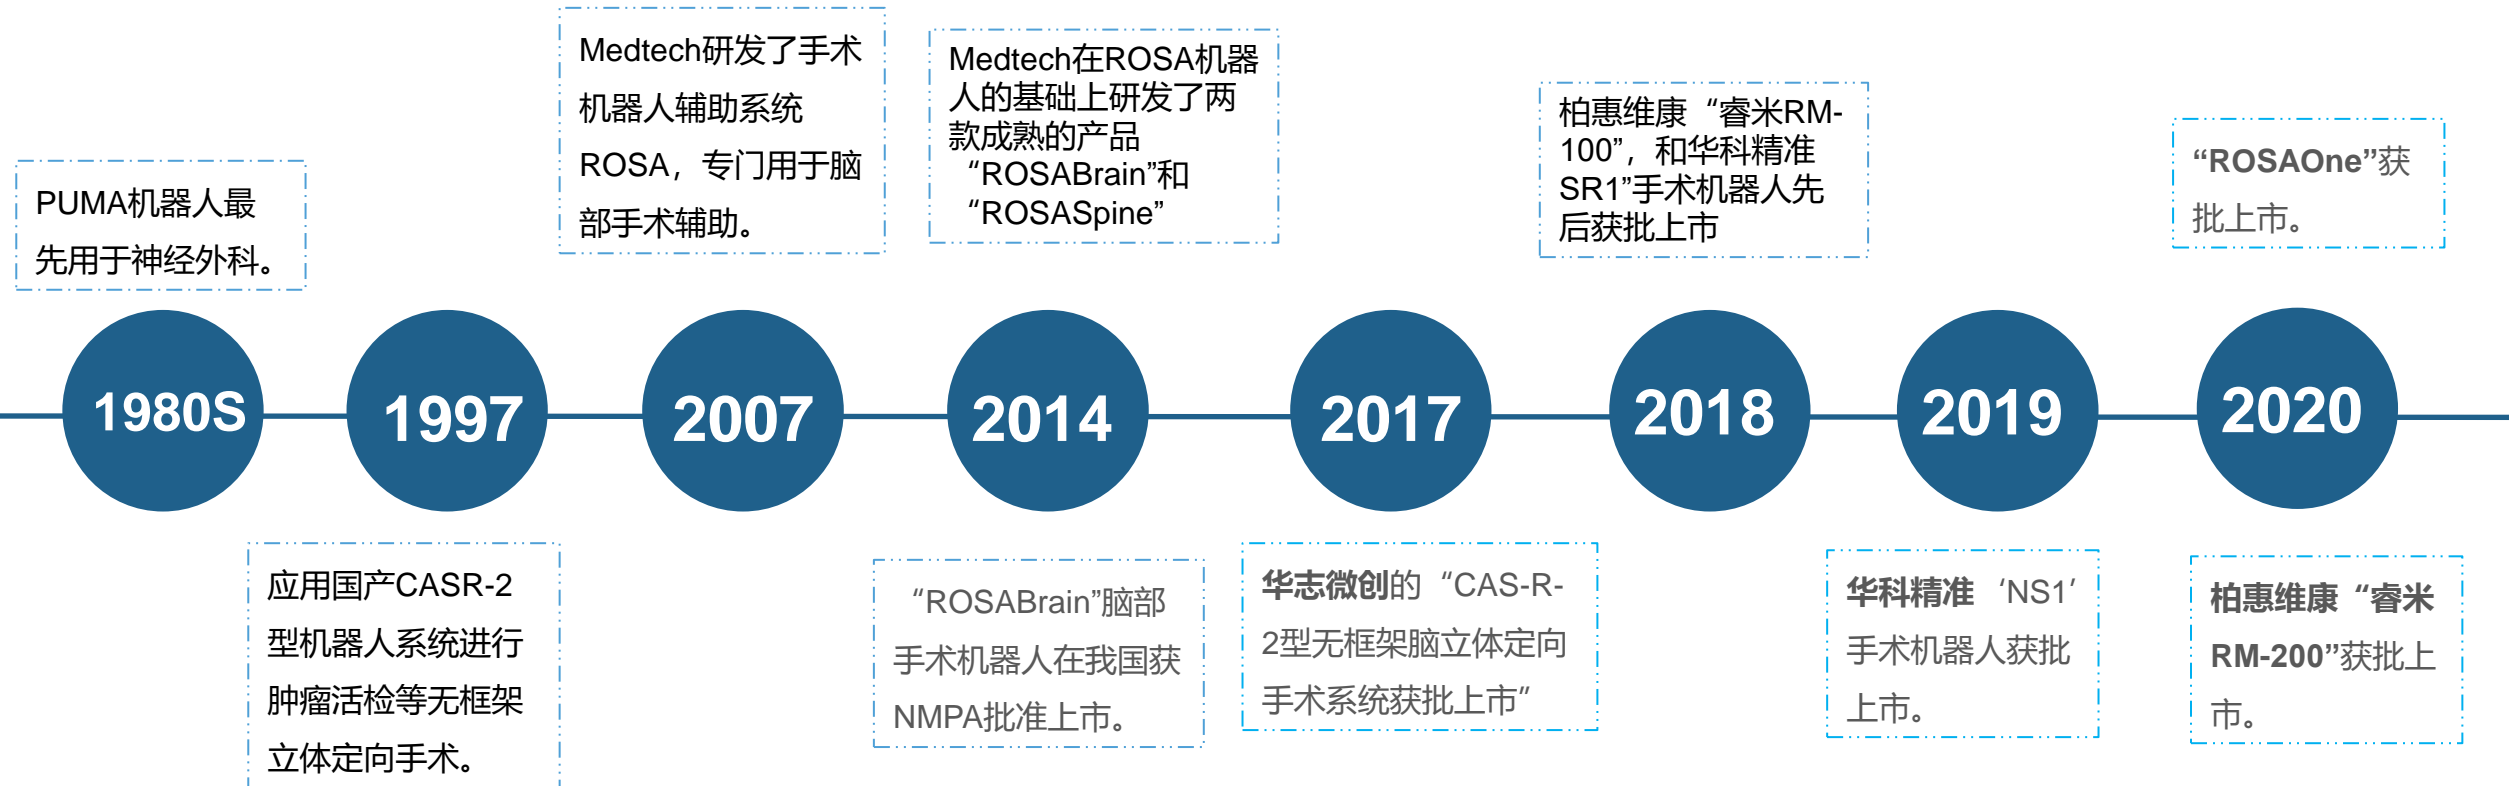 Medtech研发了手术
机器人辅助系统
ROSA，专门用于脑
部手术辅助。
Medtech在ROSA机器
人的基础上研发了两
款成熟的产品
“ROSABrain”和
“ROSASpine”
柏惠维康“睿米RM-
100”，和华科精准
SR1”手术机器人先
后获批上市
“ROSAOne”获
批上市。
PUMA机器人最
先用于神经外科。
1980S
1997
2007
2014
2017
2018
2019
2020
应用国产CASR-2
型机器人系统进行
肿瘤活检等无框架
立体定向手术。
“ROSABrain”脑部
手术机器人在我国获
NMPA批准上市。
华志微创的“CAS-R-
2型无框架脑立体定向
手术系统获批上市”
华科精准‘NS1’
手术机器人获批
上市。
柏惠维康“睿米
RM-200”获批上
市。